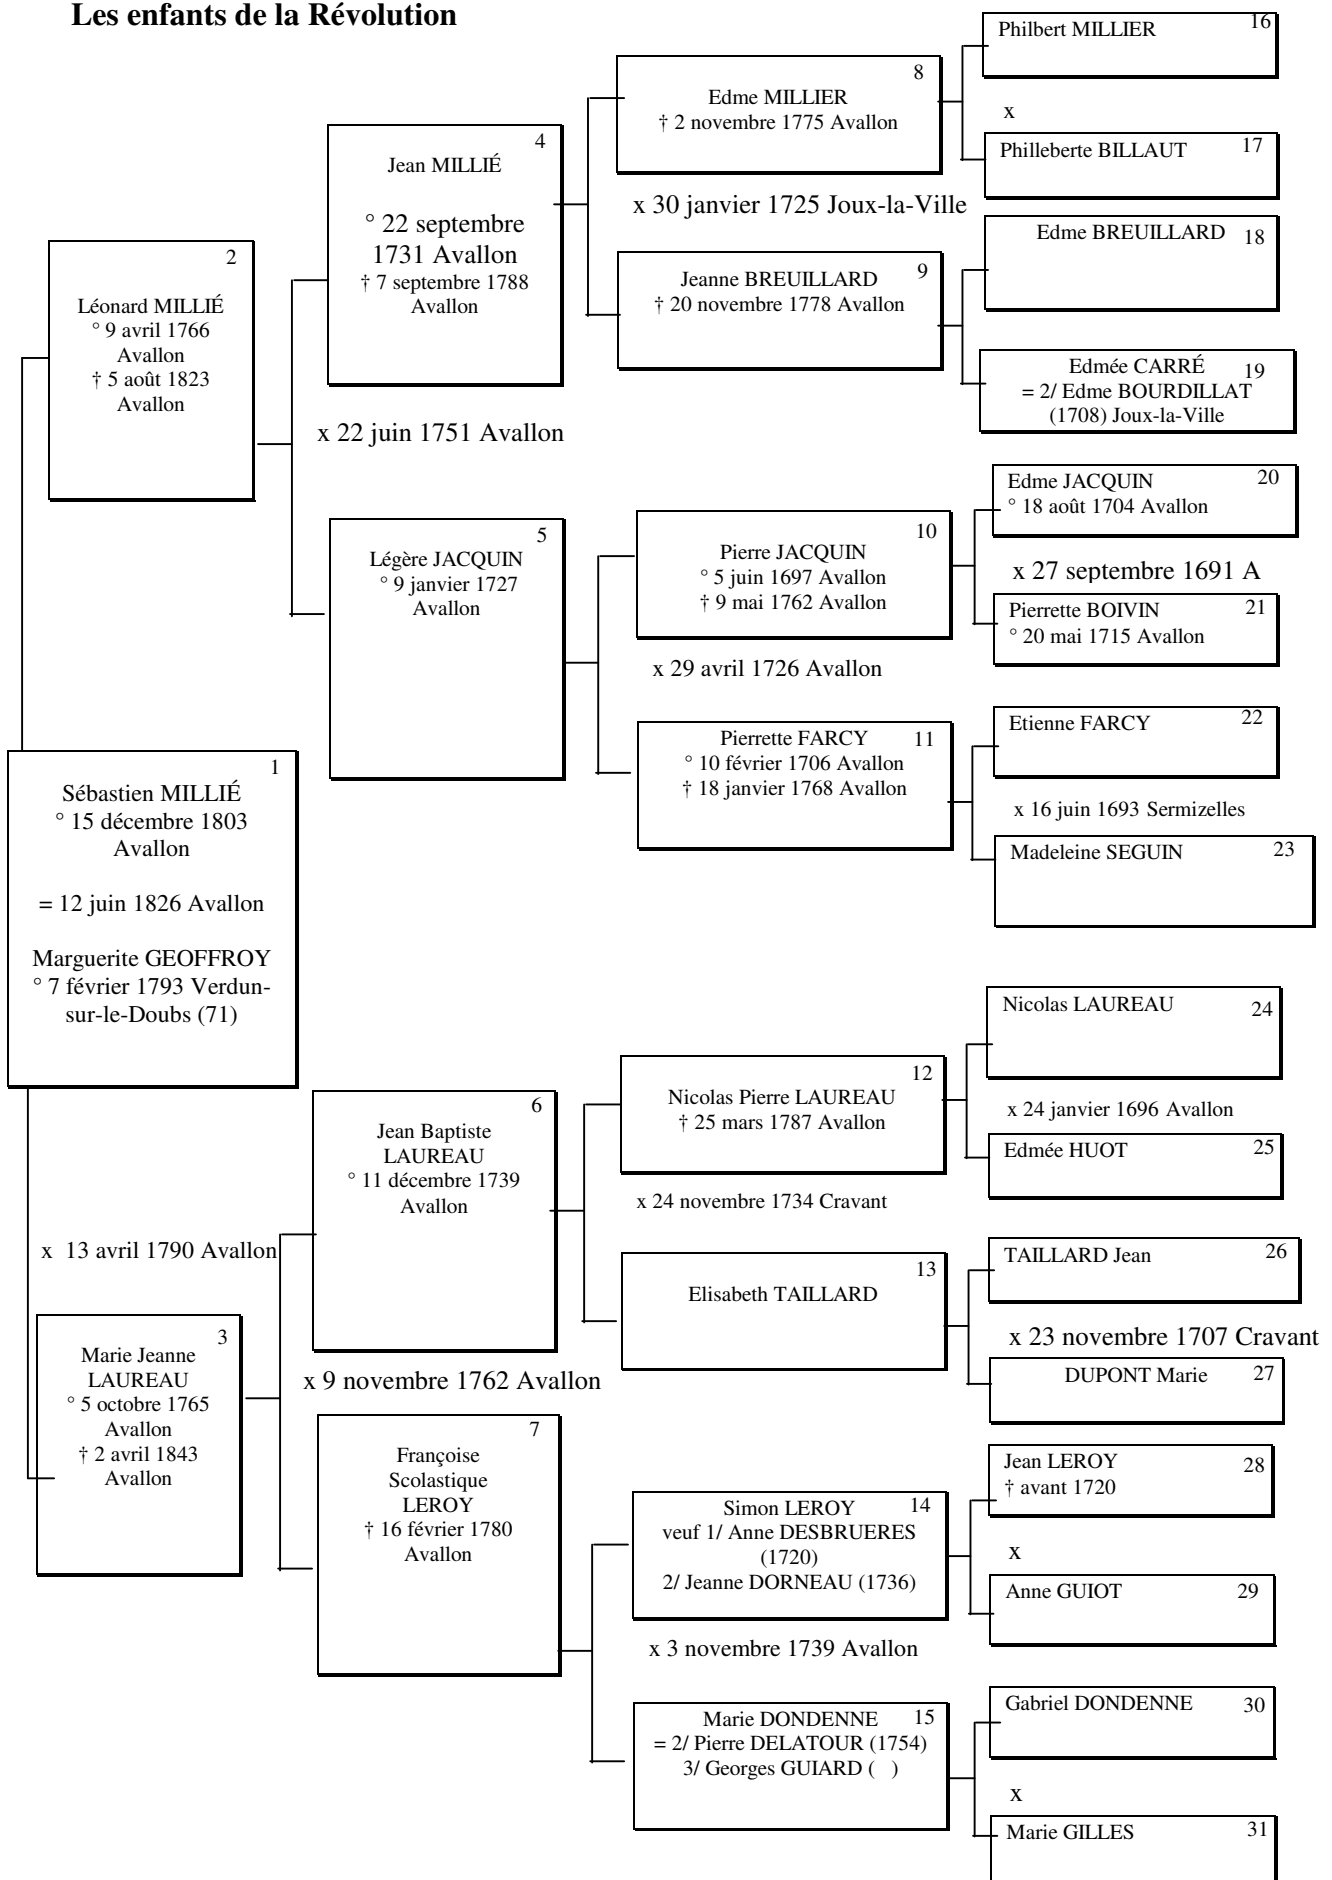 Les enfants de la Révolution
1
Sébastien MILLIÉ
° 15 décembre 1803
Avallon
= 12 juin 1826 Avallon
Marguerite GEOFFROY
° 7 février 1793 Verdun-
sur-le-Doubs (71)
2
Léonard MILLIÉ
° 9 avril 1766
Avallon
† 5 août 1823
Avallon
x  13 avril 1790 Avallon
3
Marie Jeanne
LAUREAU
° 5 octobre 1765
Avallon
† 2 avril 1843
Avallon
4
Jean MILLIÉ
° 22 septembre
1731 Avallon
† 7 septembre 1788
Avallon
x 22 juin 1751 Avallon
5
Légère JACQUIN
° 9 janvier 1727
Avallon
6
Jean Baptiste
LAUREAU
° 11 décembre 1739
Avallon
x 9 novembre 1762 Avallon
7
Françoise
Scolastique
LEROY
† 16 février 1780
Avallon
8
Edme MILLIER
† 2 novembre 1775 Avallon
x 30 janvier 1725 Joux-la-Ville
9
Jeanne BREUILLARD
† 20 novembre 1778 Avallon
10
Pierre JACQUIN
° 5 juin 1697 Avallon
† 9 mai 1762 Avallon
x 29 avril 1726 Avallon
11
Pierrette FARCY
° 10 février 1706 Avallon
† 18 janvier 1768 Avallon
12
Nicolas Pierre LAUREAU
† 25 mars 1787 Avallon
x 24 novembre 1734 Cravant
13
Elisabeth TAILLARD
14
Simon LEROY
veuf 1/ Anne DESBRUERES
(1720)
2/ Jeanne DORNEAU (1736)
x 3 novembre 1739 Avallon
15
Marie DONDENNE
= 2/ Pierre DELATOUR (1754)
3/ Georges GUIARD (   )
16
Philbert MILLIER
x
Philleberte BILLAUT 17
Edme BREUILLARD 18
Edmée CARRÉ 19
= 2/ Edme BOURDILLAT
(1708) Joux-la-Ville
Edme JACQUIN 20
° 18 août 1704 Avallon
x 27 septembre 1691 A
Pierrette BOIVIN 21
° 20 mai 1715 Avallon
Etienne FARCY 22
x 16 juin 1693 Sermizelles
Madeleine SEGUIN 23
Nicolas LAUREAU 24
x 24 janvier 1696 Avallon
Edmée HUOT 25
TAILLARD Jean 26
x 23 novembre 1707 Cravant
DUPONT Marie 27
Jean LEROY 28
† avant 1720
x
Anne GUIOT 29
Gabriel DONDENNE 30
x
Marie GILLES 31